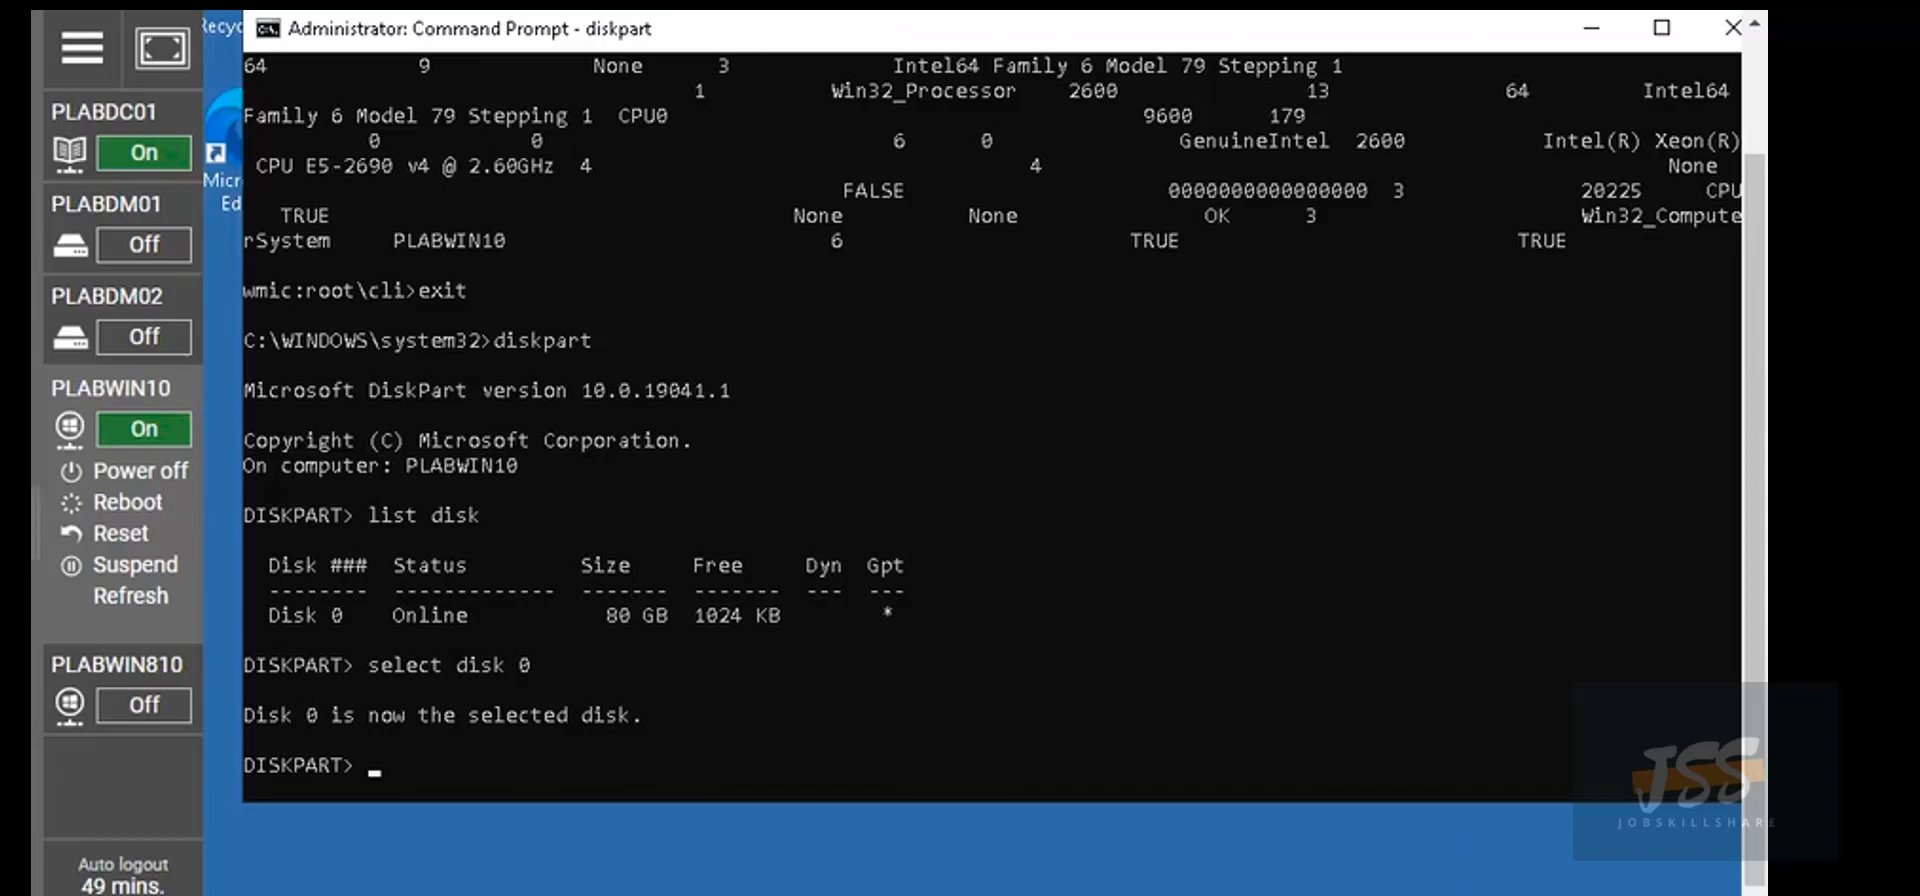 Recyc
Administrator: Command Prompt - diskpart
PLABDC01
On
PLABDM01
Off
PLABDM02
Off
PLABWIN10
On
Power off
Reboot
Reset
Suspend
Refresh
PLABWIN810
Off
Auto logout
49 mins.
Micr
Ed
64 9 None 3 Intel64 Family 6 Model 79 Stepping 1
1 Win32_Processor 2600 13 64 Intel64
Family 6 Model 79 Stepping 1 CPU0 9600 179
0 0 6 0 GenuineIntel 2600 Intel(R) Xeon(R)
CPU E5-2690 v4 @ 2.60GHz 4 4 None
FALSE 0000000000000000 3 20225 CPU
TRUE None None OK 3 Win32_Compute
rSystem PLABWIN10 6 TRUE TRUE
wmic:root\cli>exit
C:\WINDOWS\system32>diskpart
Microsoft DiskPart version 10.0.19041.1
Copyright (C) Microsoft Corporation.
On computer: PLABWIN10
DISKPART> list disk
Disk ### Status Size Free Dyn Gpt
-------- ------------- ------- ------- --- ---
Disk 0 Online 80 GB 1024 KB *
DISKPART> select disk 0
Disk 0 is now the selected disk.
DISKPART>
JSS
JOBSKILLSHARE